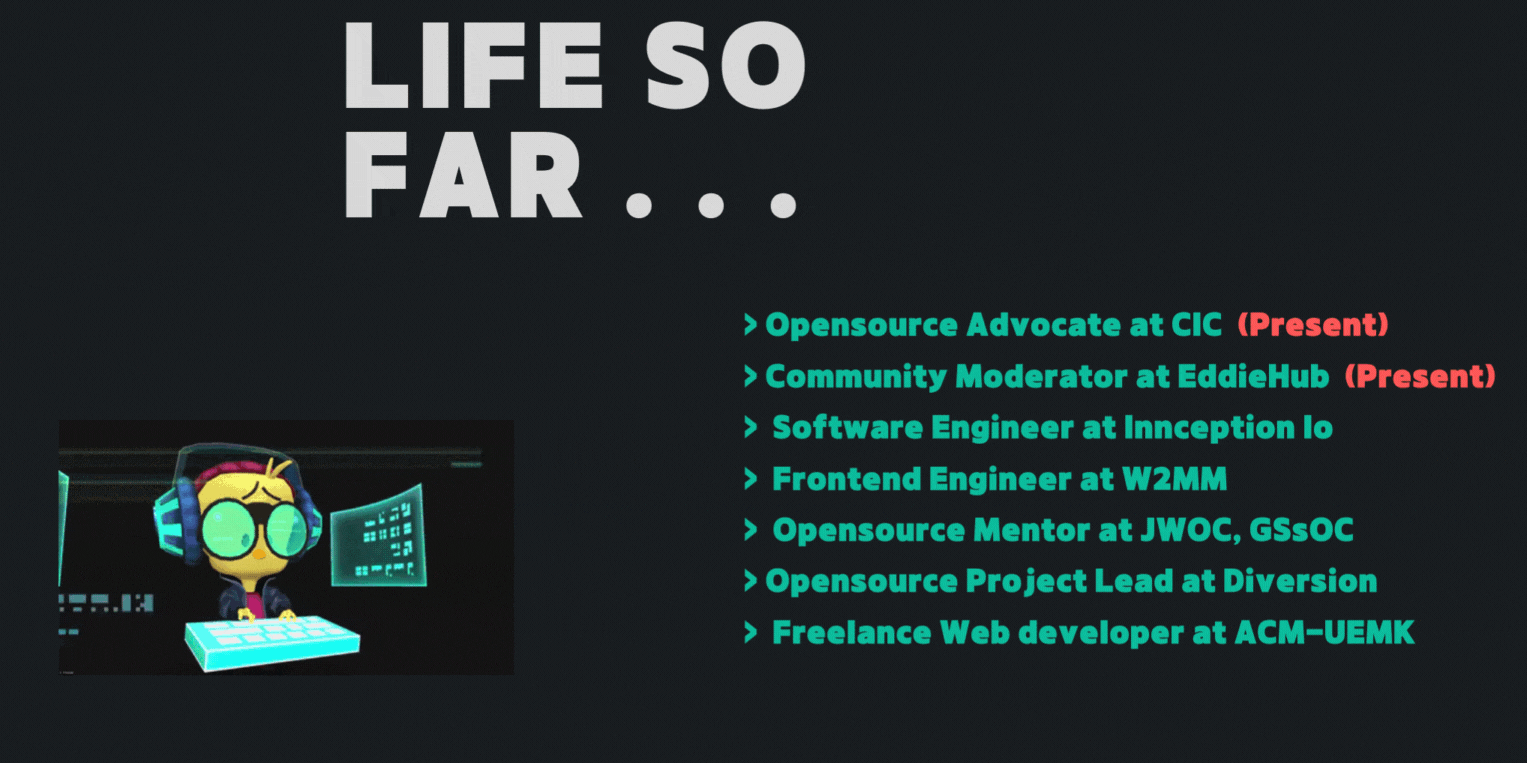 LIFE SO
FAR . . .
> Opensource Advocate at CIC (Present)
> Community Moderator at EddieHub (Present)
> Software Engineer at Innception Io
> Frontend Engineer at W2MM
> Opensource Mentor at JWOC, GSsOC
> Opensource Project Lead at Diversion
> Freelance Web developer at ACM-UEMK